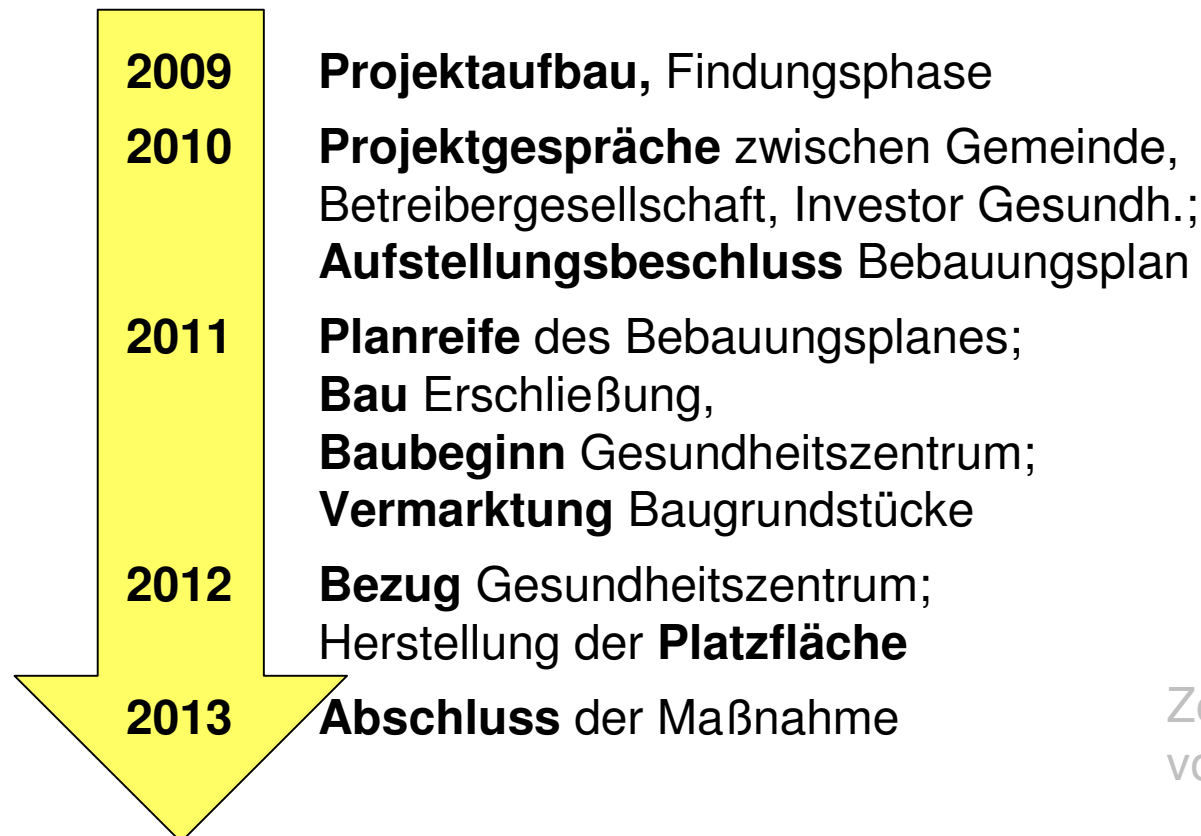 2009 Projektaufbau, Findungsphase
2010 Projektgespräche zwischen Gemeinde,
Betreibergesellschaft, Investor Gesundh.;
Aufstellungsbeschluss Bebauungsplan
2011 Planreife des Bebauungsplanes;
Bau Erschließung,
Baubeginn Gesundheitszentrum;
Vermarktung Baugrundstücke
2012 Bezug Gesundheitszentrum;
Herstellung der Platzfläche
2013 Abschluss der Maßnahme